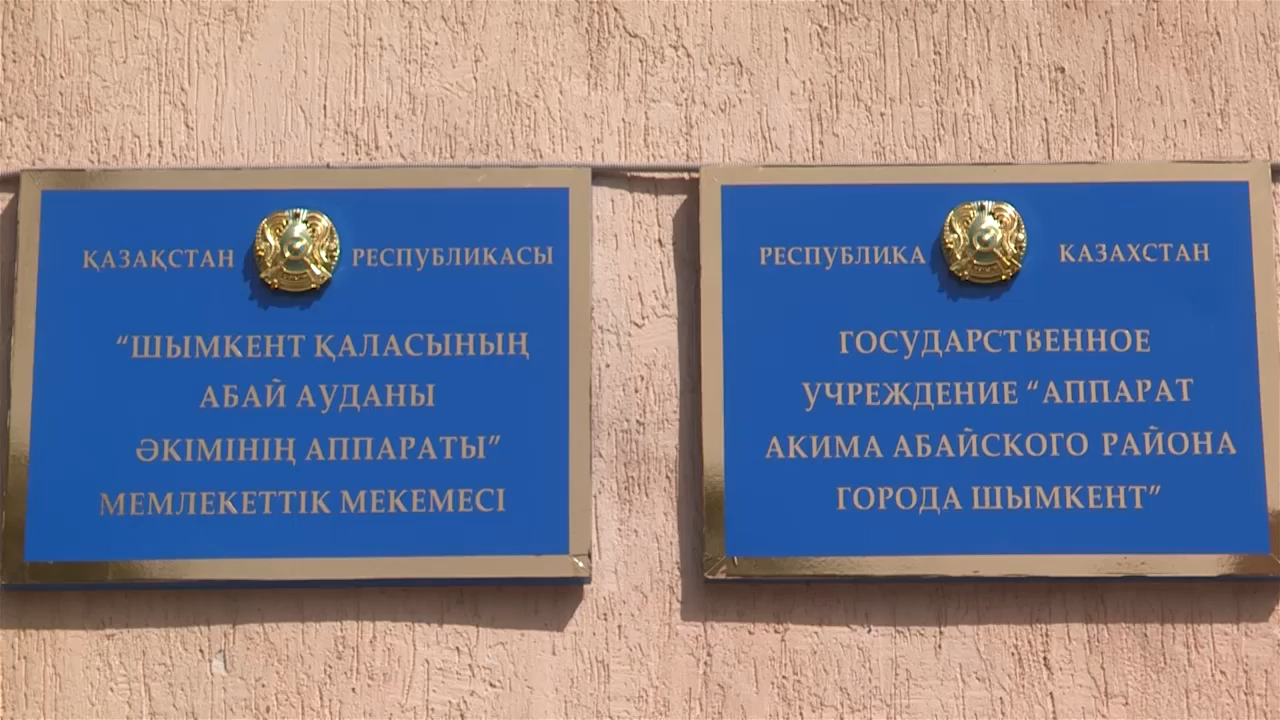 ҚАЗАҚСТАН РЕСПУБЛИКАСЫ
“ШЫМКЕНТ ҚАЛАСЫНЫҢ
АБАЙ АУДАНЫ
ӘКІМІНІҢ АППАРАТЫ”
МЕМЛЕКЕТТІК МЕКЕМЕСІ
РЕСПУБЛИКА КАЗАХСТАН
ГОСУДАРСТВЕННОЕ
УЧРЕЖДЕНИЕ “АППАРАТ
АКИМА АБАЙСКОГО РАЙОНА
ГОРОДА ШЫМКЕНТ”